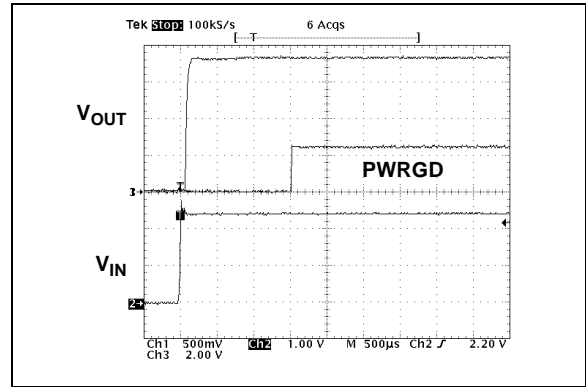 Tek Stop: 100kS/s 6 Acqs
[ T ]
VOUT
T
PWRGD
3→
T
VIN
2→
Ch1 500mV Ch2 1.00 V M 500µs Ch2 ʃ 2.20 V
Ch3 2.00 V